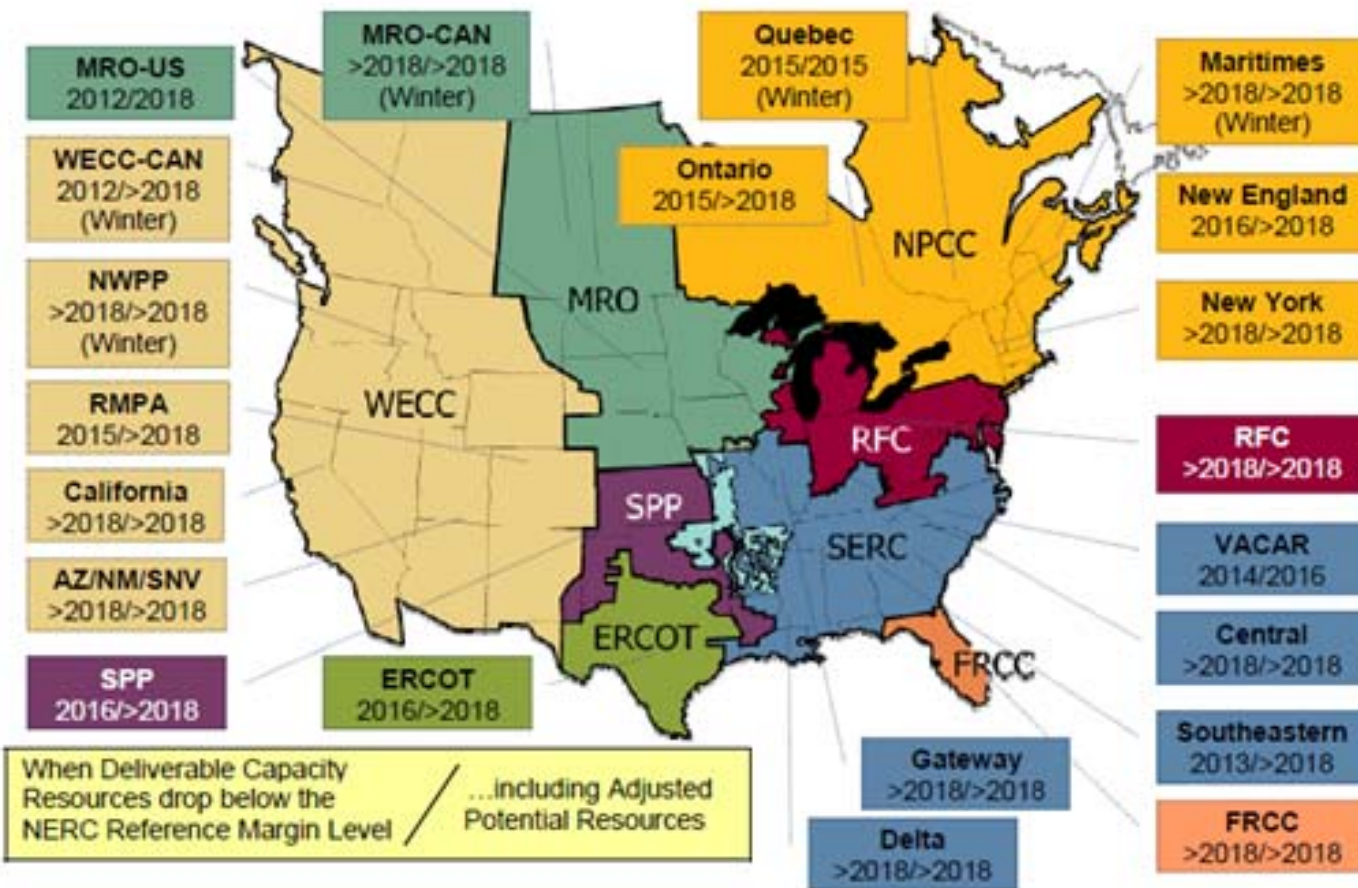 MRO-US
2012/2018
MRO-CAN
>2018/>2018
(Winter)
Quebec
2015/2015
(Winter)
Maritimes
>2018/>2018
(Winter)
WECC-CAN
2012/>2018
(Winter)
Ontario
2015/>2018
New England
2016/>2018
NWPP
>2018/>2018
(Winter)
New York
>2018/>2018
RMPA
2015/>2018
California
>2018/>2018
AZ/NM/SNV
>2018/>2018
SPP
2016/>2018
ERCOT
2016/>2018
RFC
>2018/>2018
VACAR
2014/2016
Central
>2018/>2018
Southeastern
2013/>2018
FRCC
>2018/>2018
Gateway
>2018/>2018
Delta
>2018/>2018
NPCC
MRO
WECC
RFC
SPP
SERC
ERCOT
FRCC
When Deliverable Capacity
Resources drop below the
NERC Reference Margin Level
/
...including Adjusted
Potential Resources